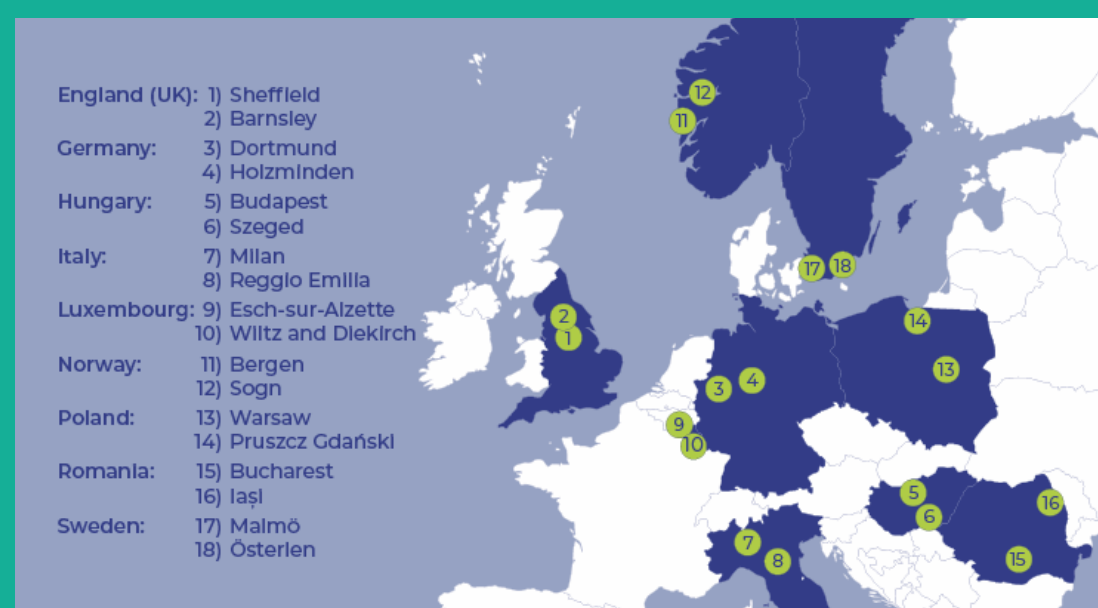 England (UK): 1) Sheffield
2) Barnsley
Germany: 3) Dortmund
4) Holzminden
Hungary: 5) Budapest
6) Szeged
Italy: 7) Milan
8) Reggio Emilia
Luxembourg: 9) Esch-sur-Alzette
10) Wiltz and Diekirch
Norway: 11) Bergen
12) Sogn
Poland: 13) Warsaw
14) Pruszcz Gdański
Romania: 15) Bucharest
16) Iași
Sweden: 17) Malmö
18) Österlen
12
11
17 18
2
1
14
13
3 4
9
10
5
6
16
7
8
15